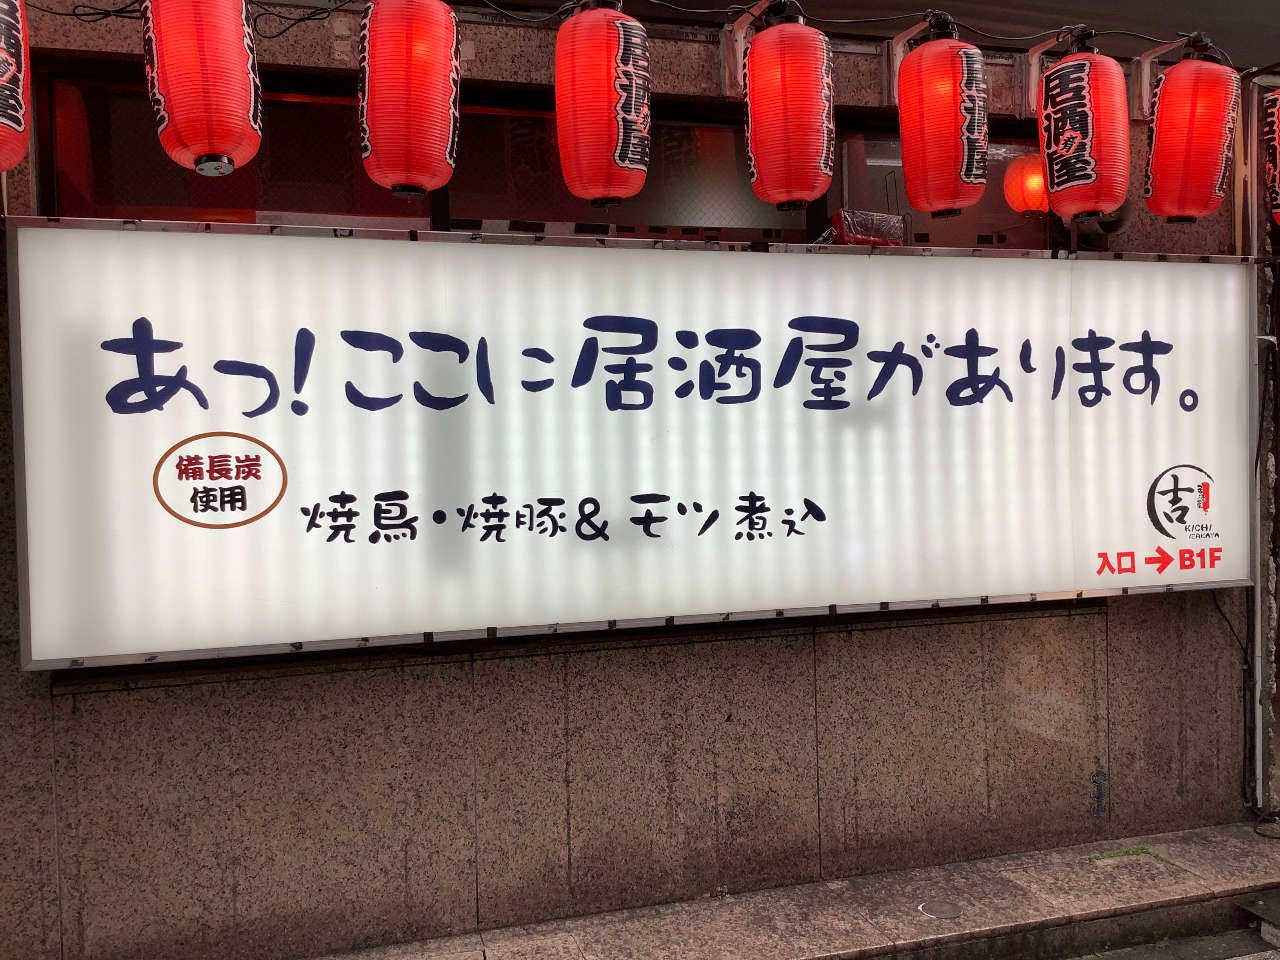 居酒屋
居酒屋
居酒屋
あっ！ここに居酒屋があります。
備長炭
使用
焼鳥・焼豚&モツ煮込
吉
KICHI
IZAKAYA
入口→B1F